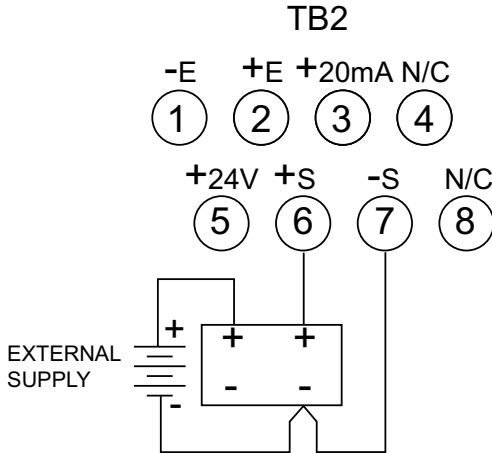 TB2
-E +E +20mA N/C
1 2 3 4
+24V +S -S N/C
5 6 7 8
+ + +
EXTERNAL
SUPPLY
- - -